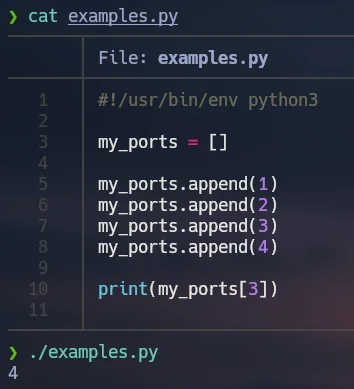 ❯ cat examples.py
File: examples.py
1 #!/usr/bin/env python3
2
3 my_ports = []
4
5 my_ports.append(1)
6 my_ports.append(2)
7 my_ports.append(3)
8 my_ports.append(4)
9
10 print(my_ports[3])
11
❯ ./examples.py
4